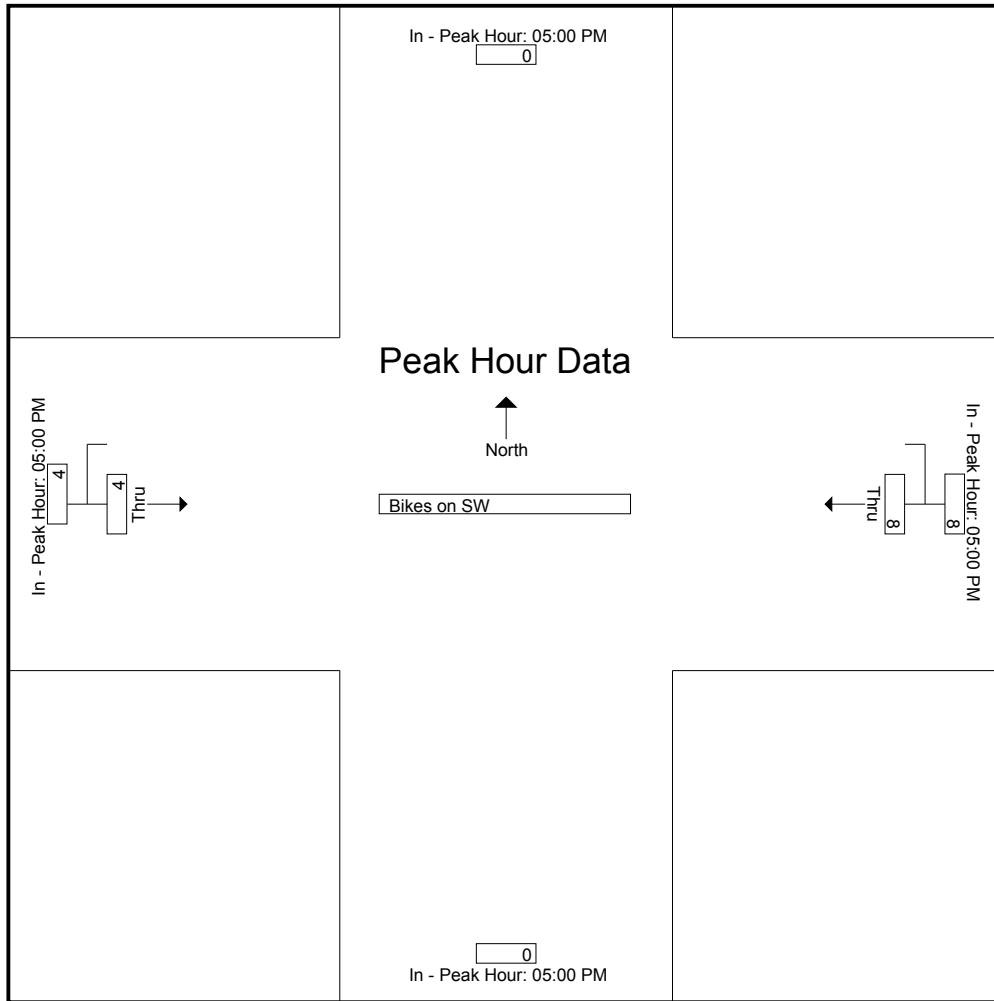 In - Peak Hour: 05:00 PM
0
Peak Hour Data
North
Bikes on SW
In - Peak Hour: 05:00 PM
4
4
Thru
Thru
8
8
In - Peak Hour: 05:00 PM
0
In - Peak Hour: 05:00 PM